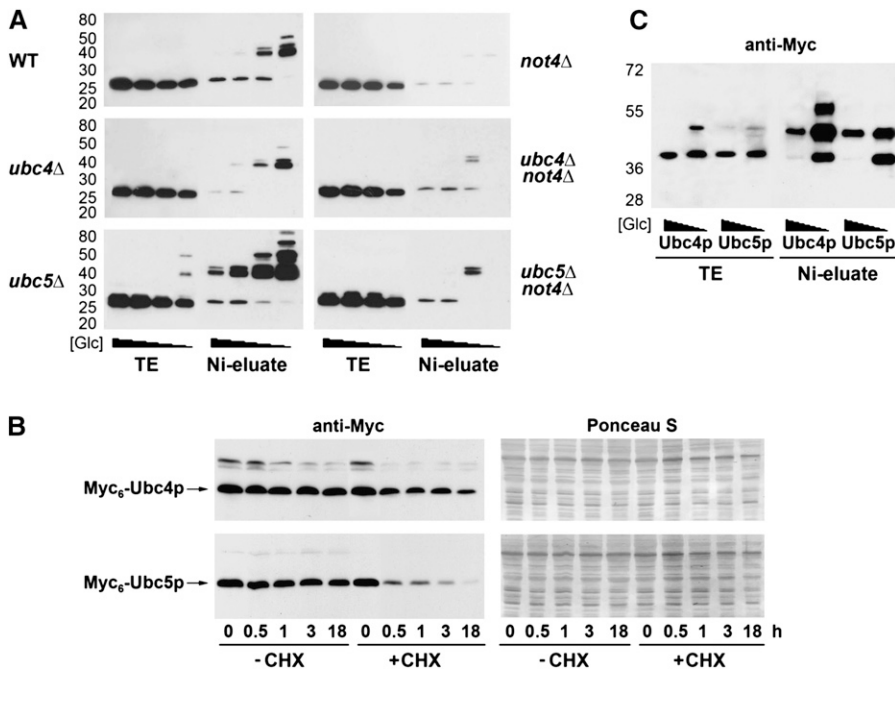 A
80
50
40
30
25
20
WT
not4Δ
80
50
40
30
25
20
ubc4Δ
ubc4Δ
not4Δ
80
50
40
30
25
20
ubc5Δ
ubc5Δ
not4Δ
[Glc]
TE Ni-eluate TE Ni-eluate
C
anti-Myc
72
55
36
28
[Glc]
Ubc4p Ubc5p Ubc4p Ubc5p
TE Ni-eluate
B
anti-Myc Ponceau S
Myc6-Ubc4p
Myc6-Ubc5p
0 0.5 1 3 18 0 0.5 1 3 18 0 0.5 1 3 18 0 0.5 1 3 18 h
- CHX +CHX - CHX +CHX